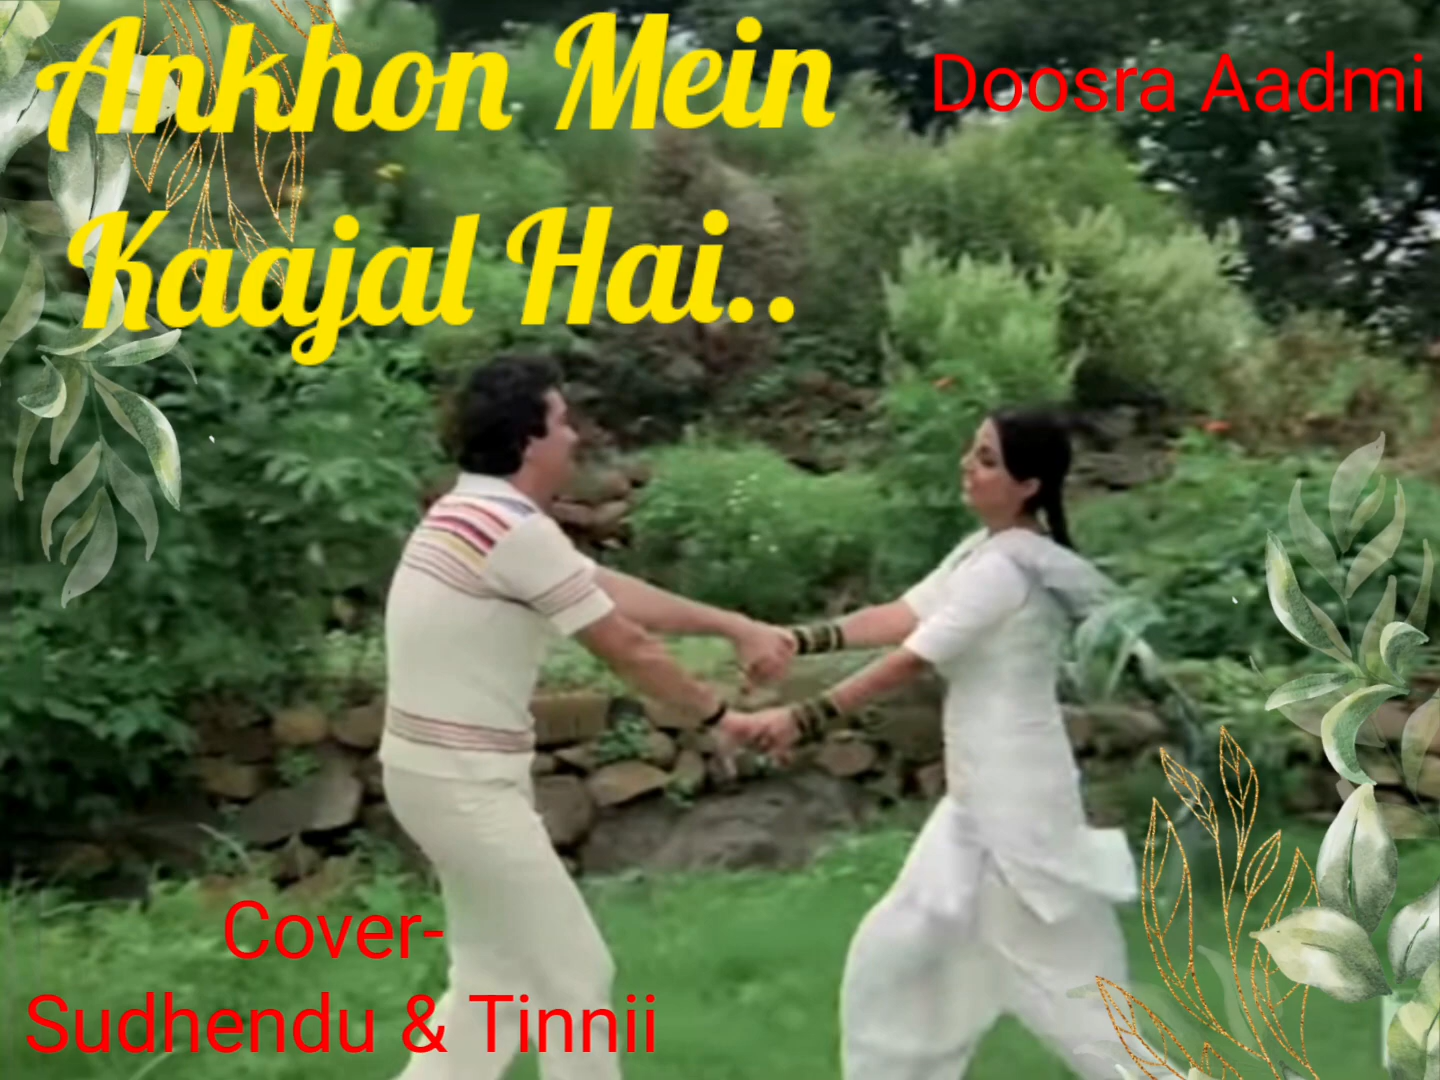 Ankhon Mein
Kaajal Hai..
Doosra Aadmi
Cover-
Sudhendu & Tinnii